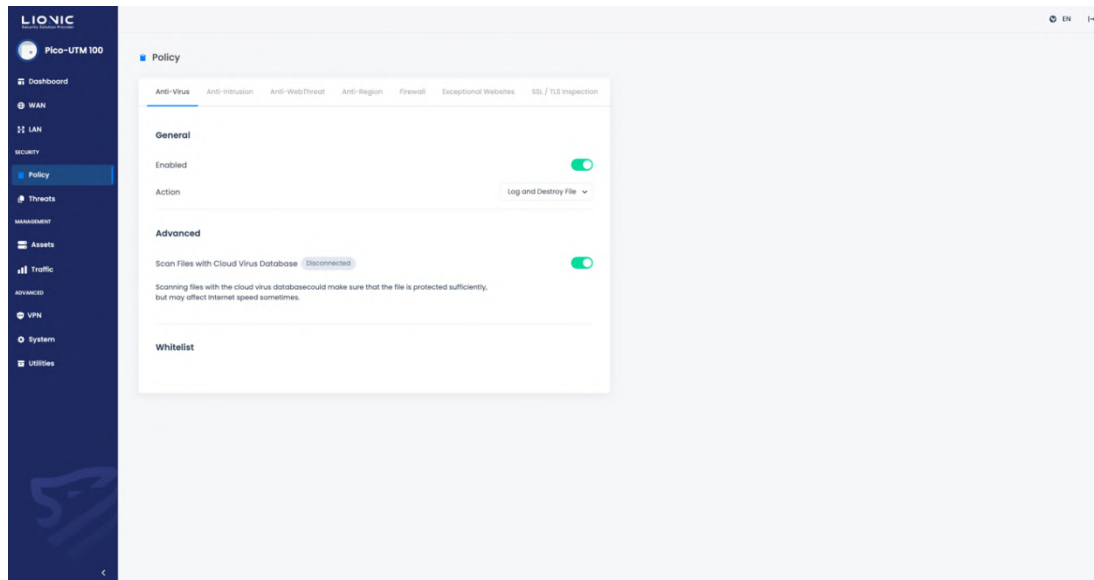 LIONIC
Security Solution Provider
EN
Pico-UTM 100
Policy
Dashboard
WAN
LAN
SECURITY
Policy
Threats
MANAGEMENT
Assets
Traffic
ADVANCED
VPN
System
Utilities
Anti-Virus Anti-Intrusion Anti-WebThreat Anti-Region Firewall Exceptional Websites SSL / TLS Inspection
General
Enabled
Action Log and Destroy File
Advanced
Scan Files with Cloud Virus Database Disconnected
Scanning files with the cloud virus databasecould make sure that the file is protected sufficiently,
but may affect internet speed sometimes.
Whitelist